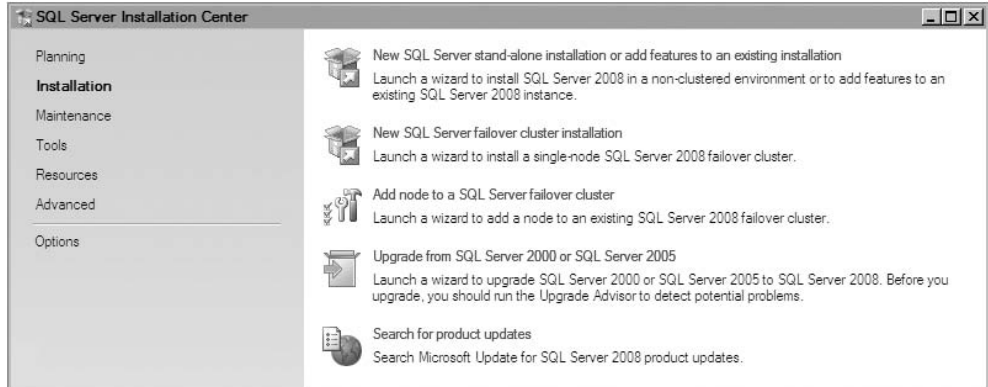 SQL Server Installation Center
Planning
Installation
Maintenance
Tools
Resources
Advanced
Options
New SQL Server stand-alone installation or add features to an existing installation
Launch a wizard to install SQL Server 2008 in a non-clustered environment or to add features to an
existing SQL Server 2008 instance.
New SQL Server failover cluster installation
Launch a wizard to install a single-node SQL Server 2008 failover cluster.
Add node to a SQL Server failover cluster
Launch a wizard to add a node to an existing SQL Server 2008 failover cluster.
Upgrade from SQL Server 2000 or SQL Server 2005
Launch a wizard to upgrade SQL Server 2000 or SQL Server 2005 to SQL Server 2008. Before you
upgrade, you should run the Upgrade Advisor to detect potential problems.
Search for product updates
Search Microsoft Update for SQL Server 2008 product updates.